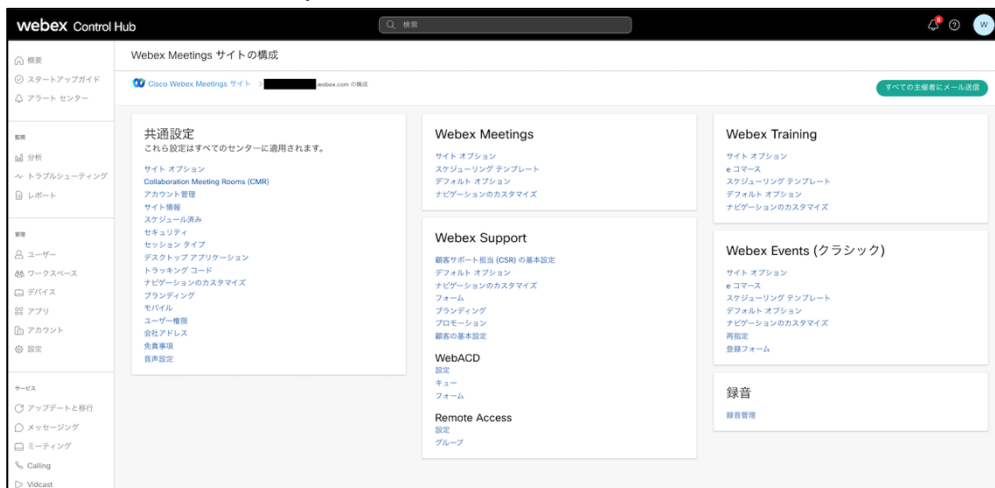 webex Control Hub
検索
8
W
概要
スタートアップガイド
アラート センター
監視
分析
トラブルシューティング
レポート
管理
ユーザー
ワークスペース
デバイス
アプリ
アカウント
設定
サービス
アップデートと移行
メッセージング
ミーティング
Calling
Vidcast
Webex Meetings サイトの構成
Cisco Webex Meetings サイト > .webex.com の構成
すべての主催者にメール送信
共通設定
これら設定はすべてのセンターに適用されます。
サイト オプション
Collaboration Meeting Rooms (CMR)
アカウント管理
サイト情報
スケジュール済み
セキュリティ
セッション タイプ
デスクトップ アプリケーション
トラッキング コード
ナビゲーションのカスタマイズ
ブランディング
モバイル
ユーザー権限
会社アドレス
免責事項
音声設定
Webex Meetings
サイト オプション
スケジューリング テンプレート
デフォルト オプション
ナビゲーションのカスタマイズ
Webex Support
顧客サポート担当 (CSR) の基本設定
デフォルト オプション
ナビゲーションのカスタマイズ
フォーム
ブランディング
プロモーション
顧客の基本設定
WebACD
設定
キュー
フォーム
Remote Access
設定
グループ
Webex Training
サイト オプション
e コマース
スケジューリング テンプレート
デフォルト オプション
ナビゲーションのカスタマイズ
Webex Events (クラシック)
サイト オプション
e コマース
スケジューリング テンプレート
デフォルト オプション
ナビゲーションのカスタマイズ
再指定
登録フォーム
録音
録音管理